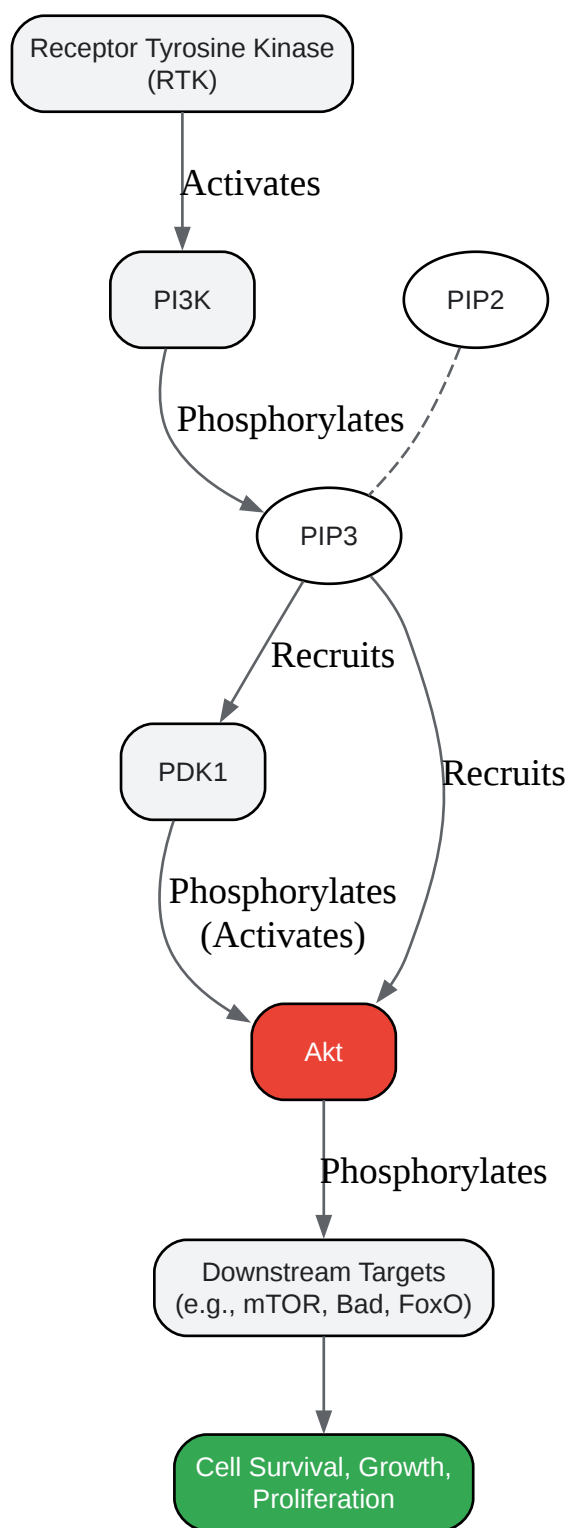 Receptor Tyrosine Kinase
(RTK)
Activates
PI3K
PIP2
Phosphorylates
PIP3
Recruits
PDK1
Recruits
Phosphorylates
(Activates)
Akt
Phosphorylates
Downstream Targets
(e.g., mTOR, Bad, FoxO)
Cell Survival, Growth,
Proliferation